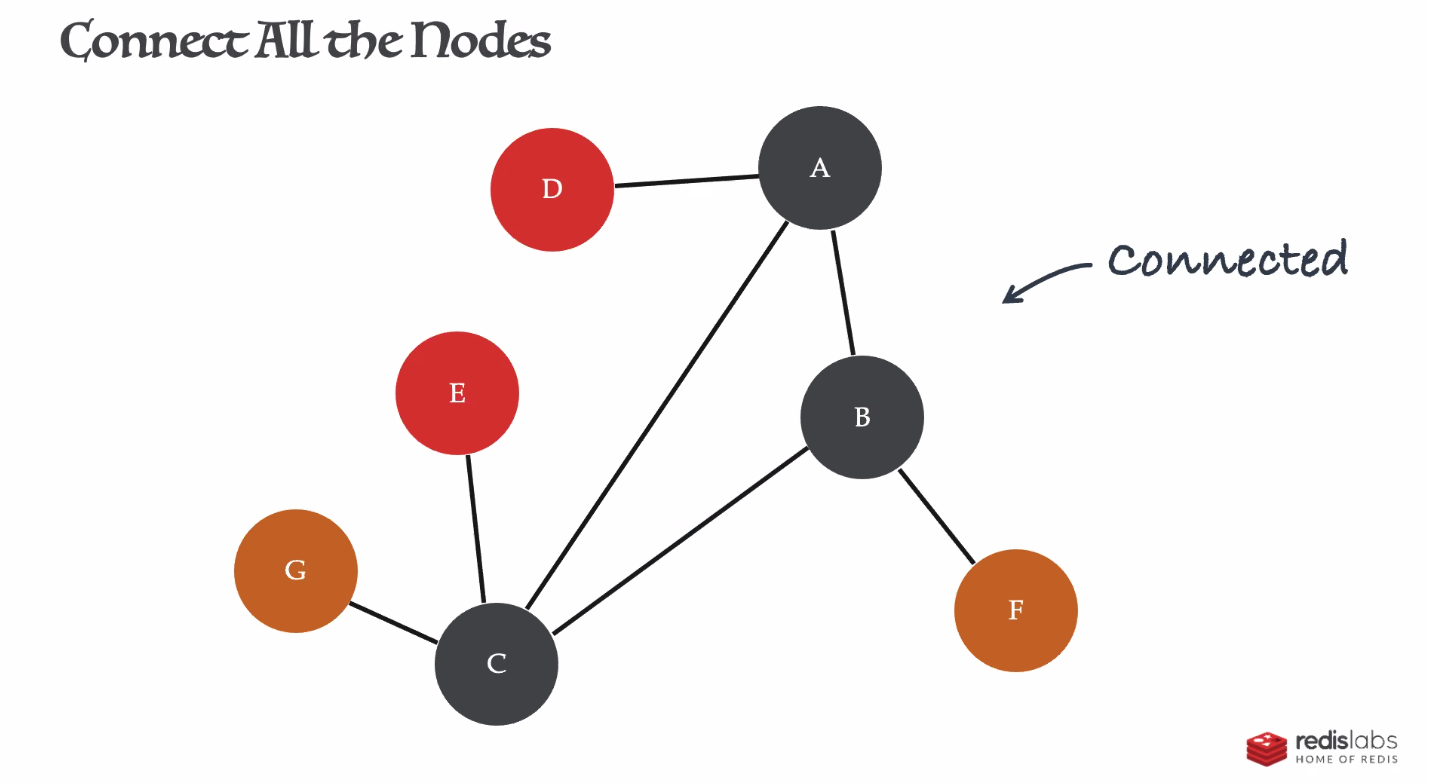 Connect All the Nodes
A
D
Connected
E
B
G
F
C
redislabs
HOME OF REDIS